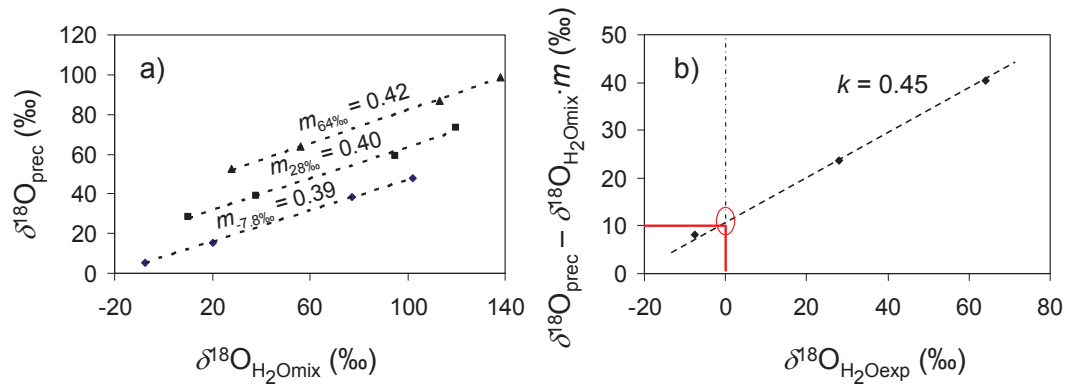 a)
120
100
80
60
40
20
0
-20
20
60
100
140
δ¹⁸Oprec (‰)
δ¹⁸OH₂Omix (‰)
m64‰ = 0.42
m28‰ = 0.40
m-7.8‰ = 0.39
b)
50
40
30
20
10
0
-20
0
20
40
60
80
δ¹⁸Oprec – δ¹⁸OH₂Omix·m (‰)
δ¹⁸OH₂Oexp (‰)
k = 0.45